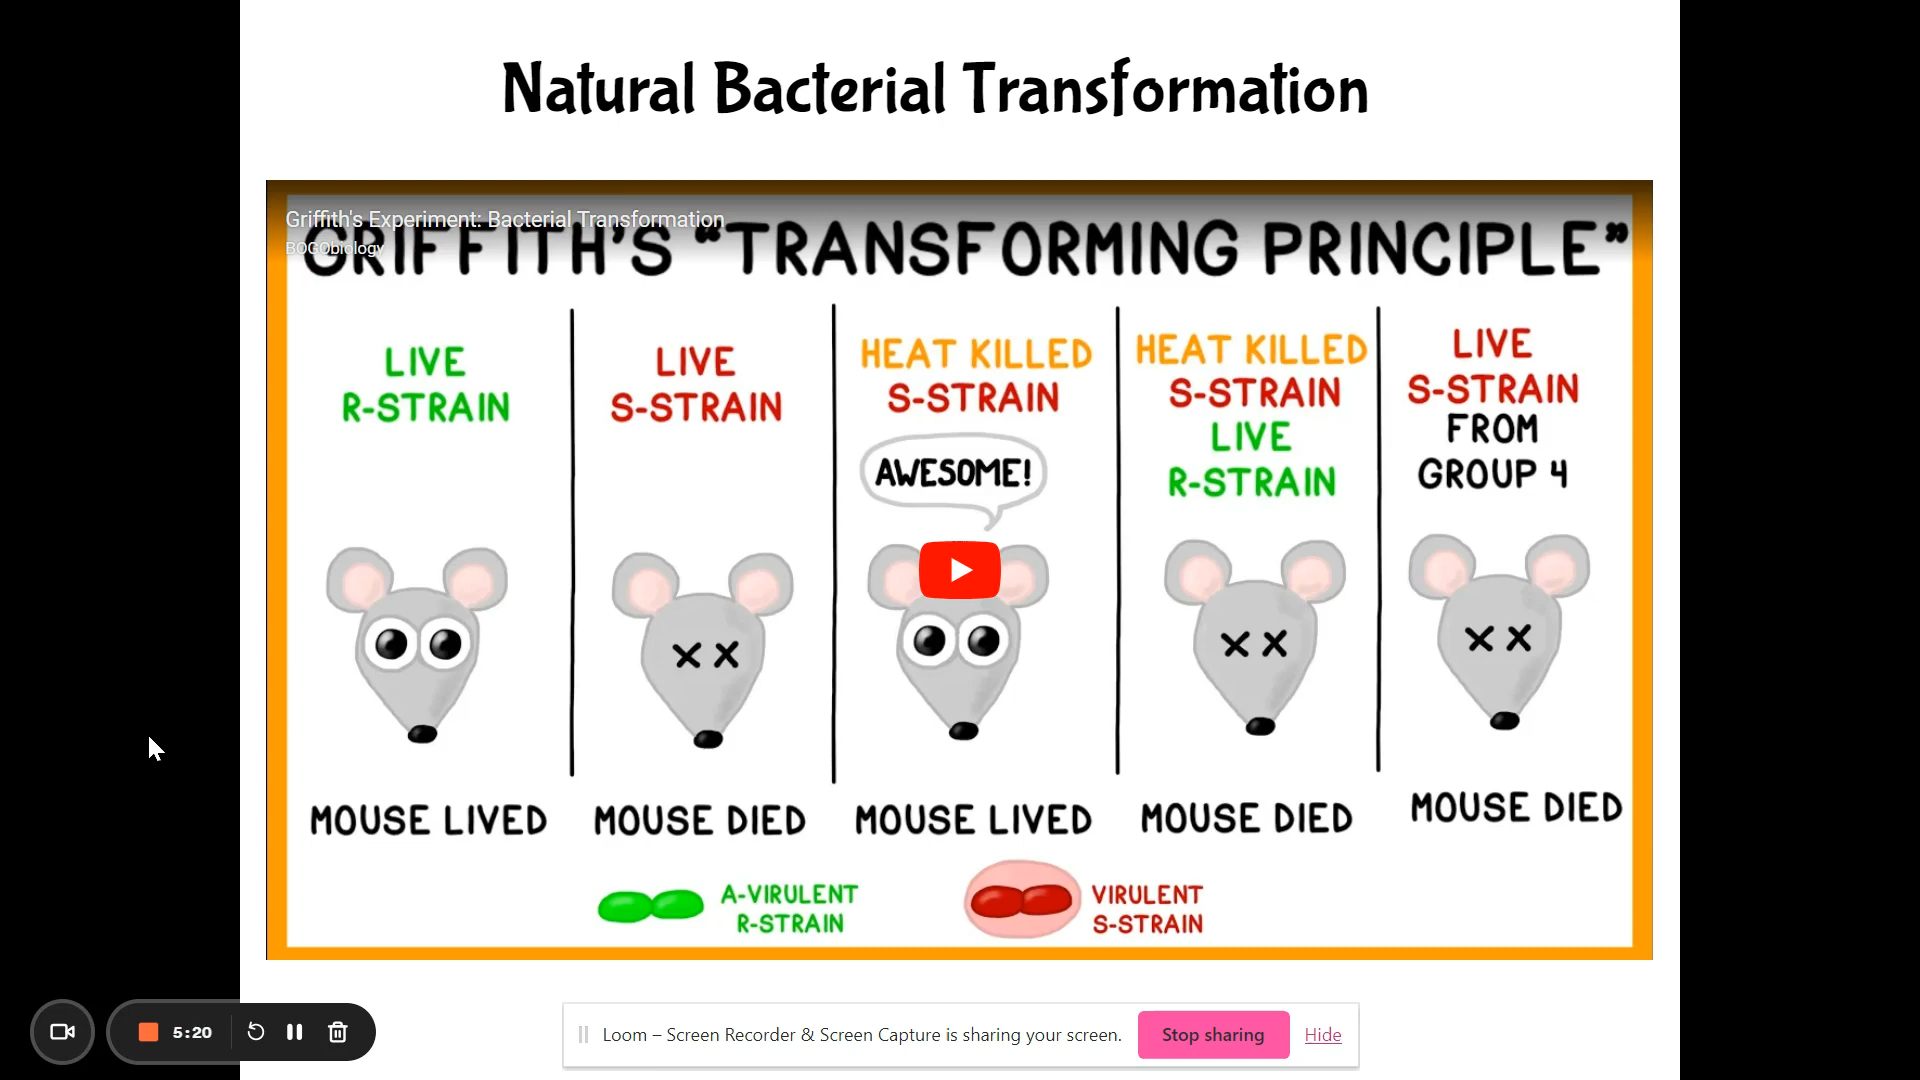 Natural Bacterial Transformation
Griffith's Experiment: Bacterial Transformation
BOGObiology
GRIFFITH'S "TRANSFORMING PRINCIPLE"
LIVE
R-STRAIN
LIVE
S-STRAIN
HEAT KILLED
S-STRAIN
AWESOME!
HEAT KILLED
S-STRAIN
LIVE
R-STRAIN
LIVE
S-STRAIN
FROM
GROUP 4
MOUSE LIVED
MOUSE DIED
MOUSE LIVED
MOUSE DIED
MOUSE DIED
A-VIRULENT
R-STRAIN
VIRULENT
S-STRAIN
5:20
Loom – Screen Recorder & Screen Capture is sharing your screen.
Stop sharing
Hide